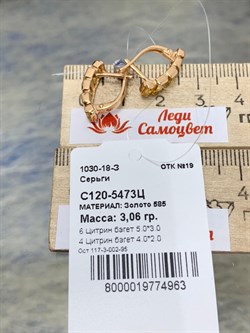 Леди
Самоцвет
1030-18-3 ОТК №19
Серьги
С120-5473Ц
МАТЕРИАЛ: Золото 585
Масса: 3,06 гр.
6 Цитрин багет 5.0*3.0
4 Цитрин багет 4.0*2.0
Ост 117-3-002-95
8000019774963